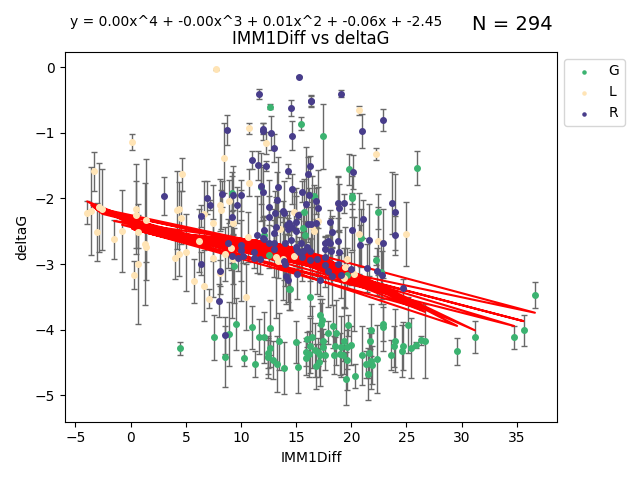 y = 0.00x^4 + -0.00x^3 + 0.01x^2 + -0.06x + -2.45
N = 294
IMM1Diff vs deltaG
G
L
R
deltaG
0
−1
−2
−3
−4
−5
−5 0 5 10 15 20 25 30 35
IMM1Diff